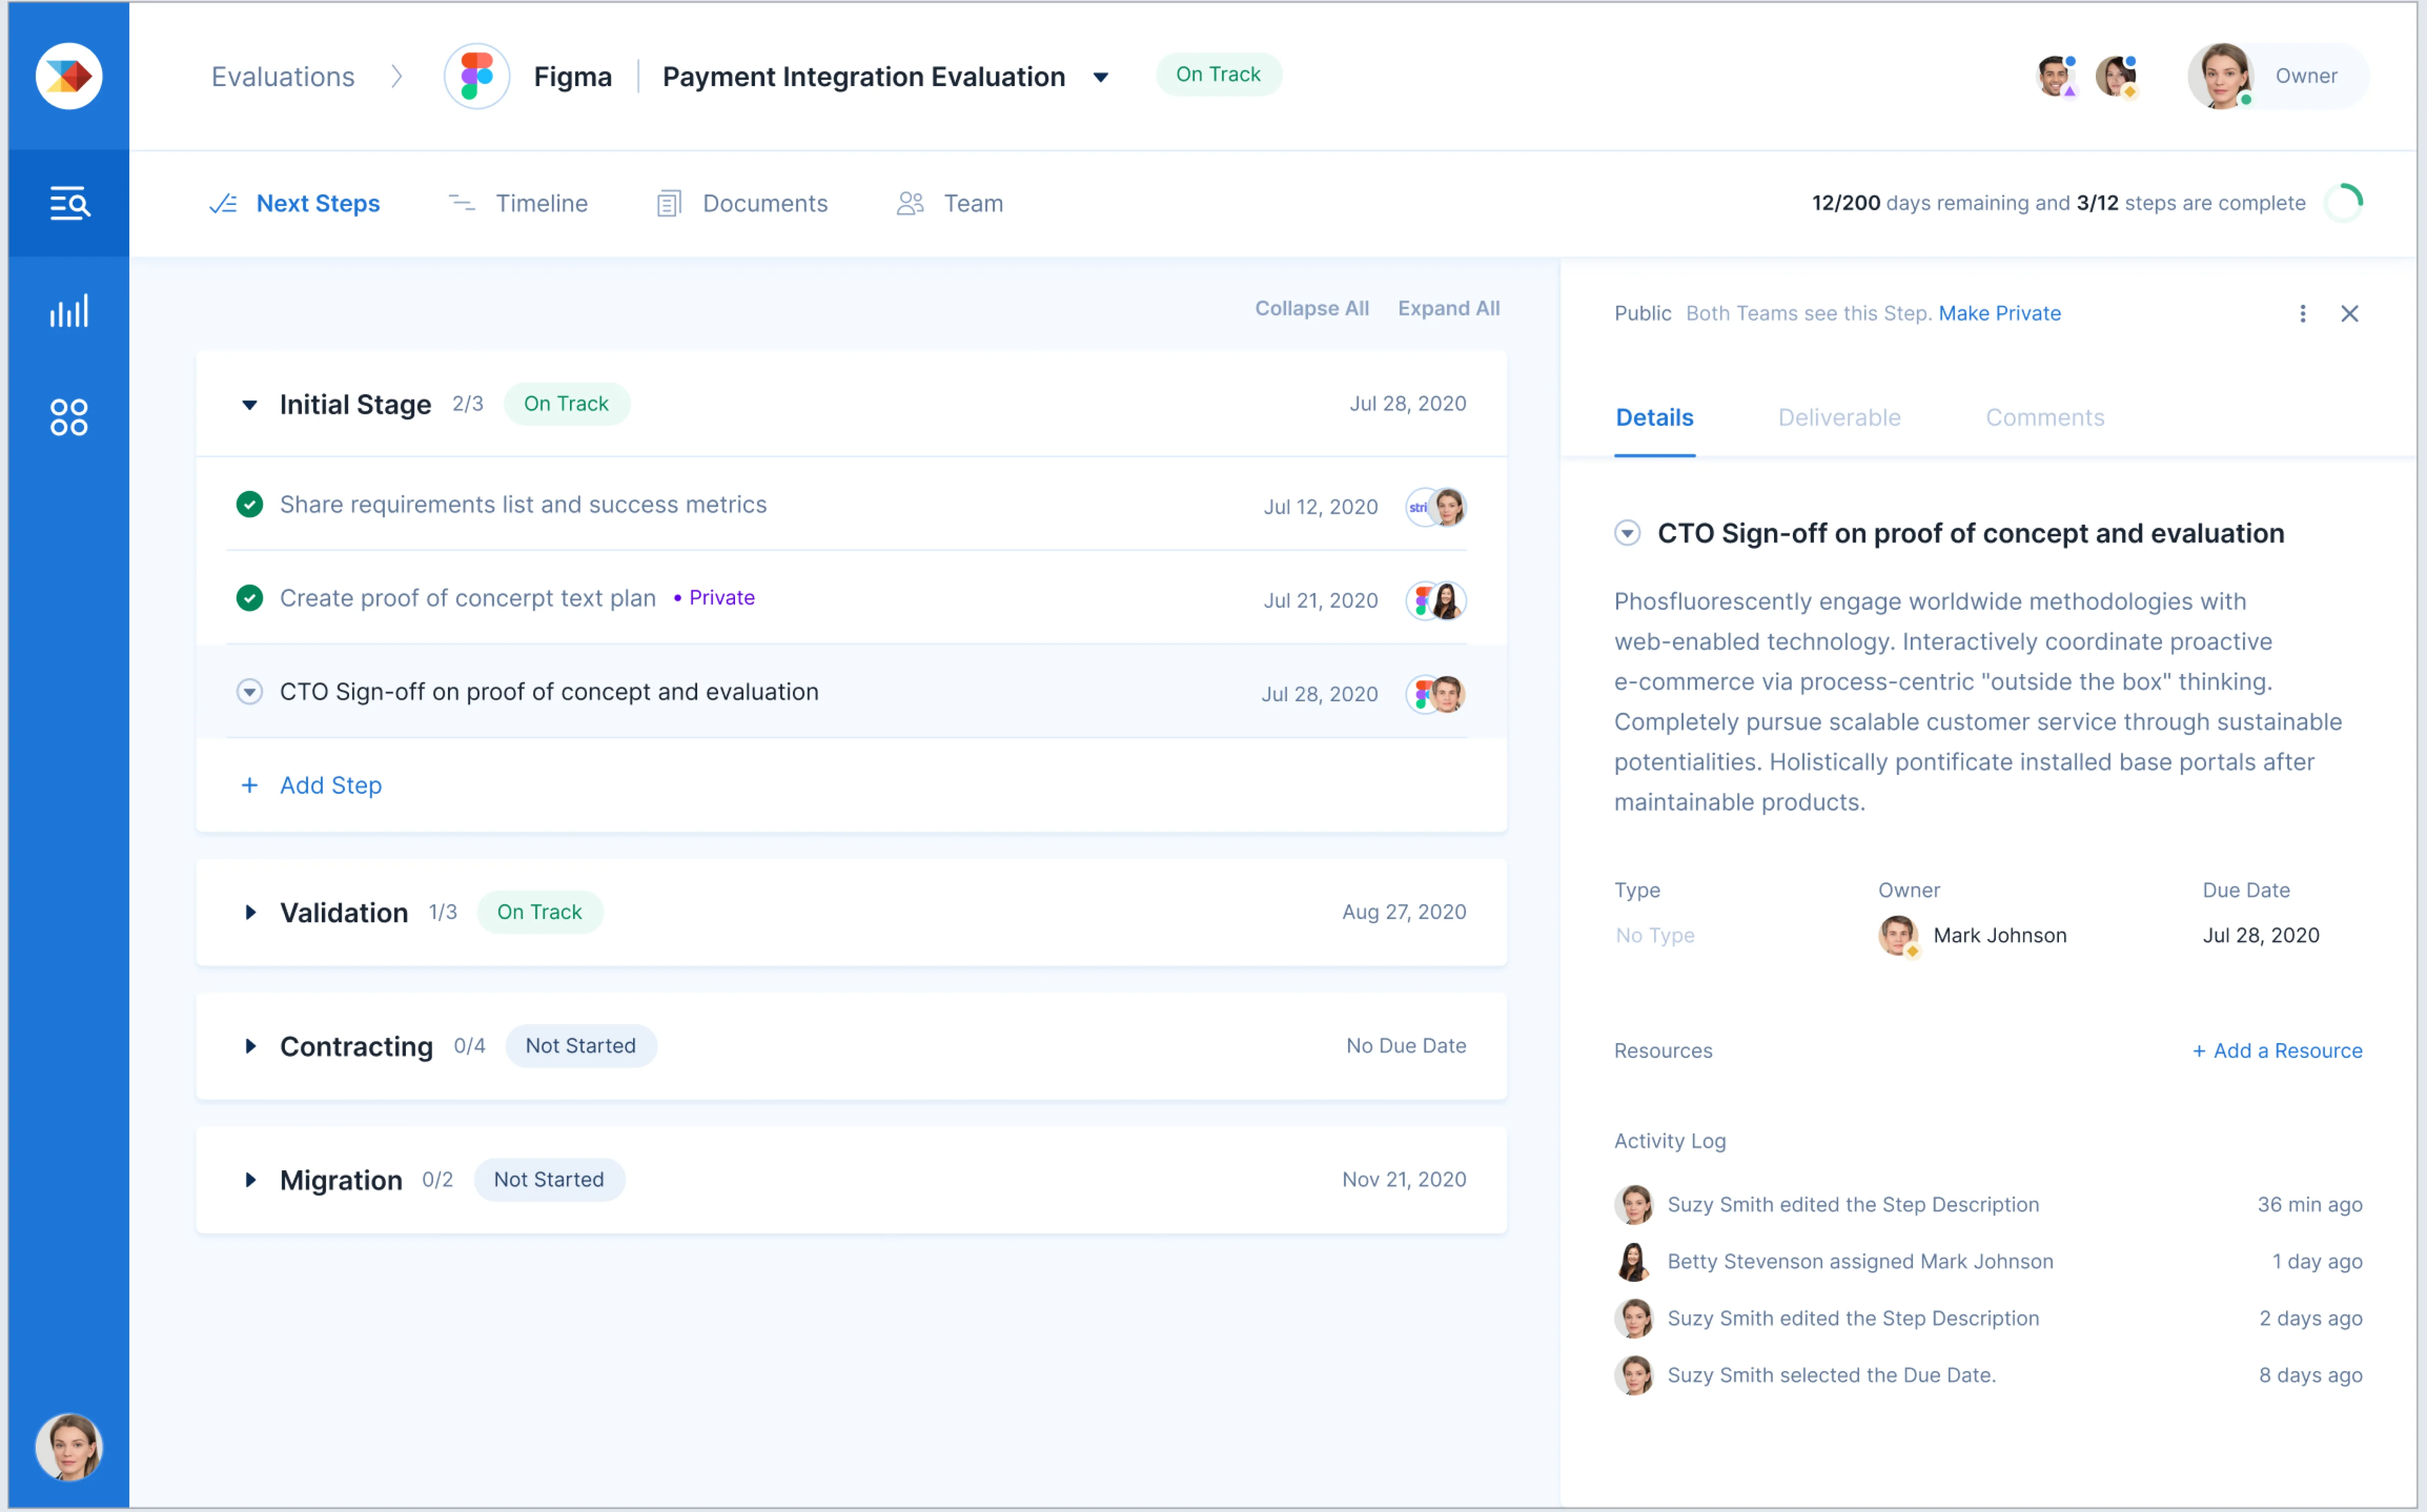 Evaluations
Figma
Payment Integration Evaluation
On Track
Owner
Next Steps
Timeline
Documents
Team
12/200 days remaining and 3/12 steps are complete
Collapse All
Expand All
Initial Stage 2/3 On Track Jul 28, 2020
Share requirements list and success metrics Jul 12, 2020 stri
Create proof of concerpt text plan • Private Jul 21, 2020
CTO Sign-off on proof of concept and evaluation Jul 28, 2020
+ Add Step
Validation 1/3 On Track Aug 27, 2020
Contracting 0/4 Not Started No Due Date
Migration 0/2 Not Started Nov 21, 2020
Public Both Teams see this Step. Make Private
Details
Deliverable
Comments
CTO Sign-off on proof of concept and evaluation
Phosfluorescently engage worldwide methodologies with
web-enabled technology. Interactively coordinate proactive
e-commerce via process-centric "outside the box" thinking.
Completely pursue scalable customer service through sustainable
potentialities. Holistically pontificate installed base portals after
maintainable products.
Type Owner Due Date
No Type Mark Johnson Jul 28, 2020
Resources + Add a Resource
Activity Log
Suzy Smith edited the Step Description 36 min ago
Betty Stevenson assigned Mark Johnson 1 day ago
Suzy Smith edited the Step Description 2 days ago
Suzy Smith selected the Due Date. 8 days ago